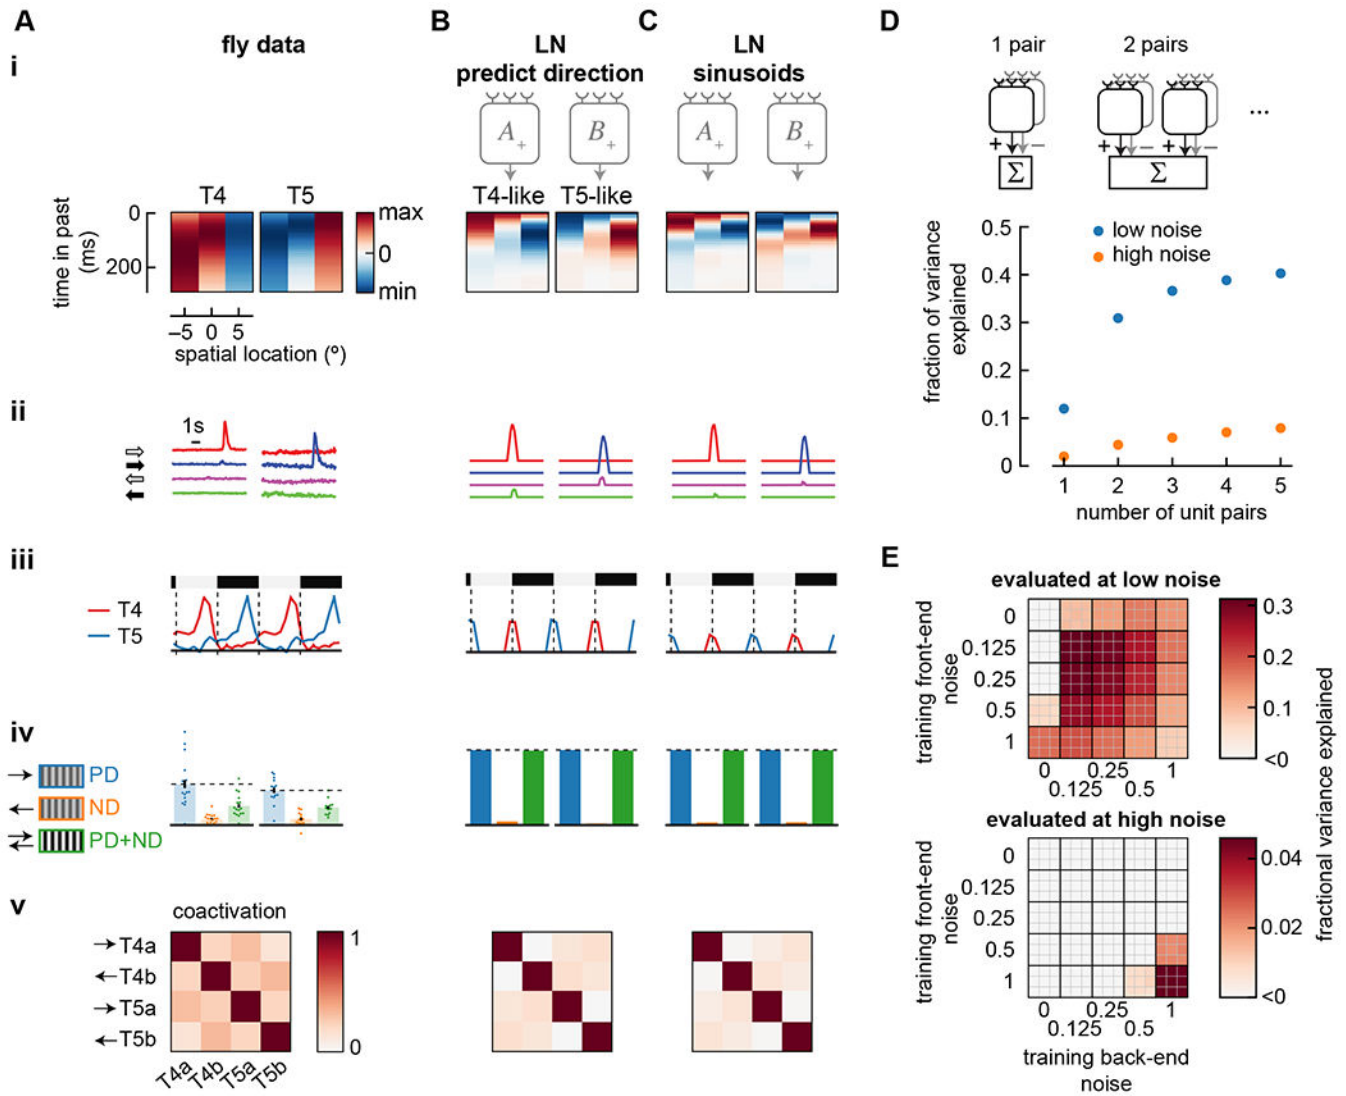 A
fly data
B
LN
predict direction
C
LN
sinusoids
D
1 pair
2 pairs
...
i
A+
B+
A+
B+
+
−
Σ
+
−
+
−
Σ
T4
T5
T4-like
T5-like
time in past
(ms)
0
200
max
0
min
−5
0
5
spatial location (º)
fraction of variance
explained
0.5
0.4
0.3
0.2
0.1
0
low noise
high noise
1
2
3
4
5
number of unit pairs
ii
1s
iii
T4
T5
iv
PD
ND
PD+ND
v
coactivation
T4a
T4b
T5a
T5b
T4a
T4b
T5a
T5b
1
0
E
evaluated at low noise
training front-end
noise
0
0.125
0.25
0.5
1
0
0.125
0.25
0.5
1
0.3
0.2
0.1
<0
evaluated at high noise
training front-end
noise
0
0.125
0.25
0.5
1
0
0.125
0.25
0.5
1
0.04
0.02
<0
fractional variance explained
training back-end
noise